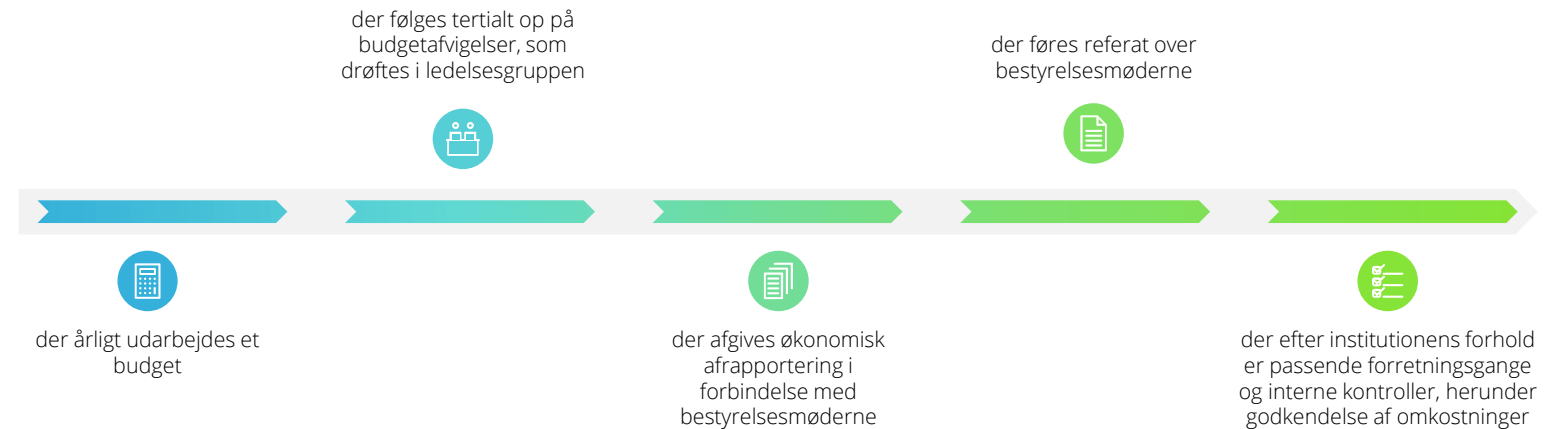 der årligt udarbejdes et
budget
der følges tertialt op på
budgetafvigelser, som
drøftes i ledelsesgruppen
der afgives økonomisk
afrapportering i
forbindelse med
bestyrelsesmøderne
der føres referat over
bestyrelsesmøderne
der efter institutionens forhold
er passende forretningsgange
og interne kontroller, herunder
godkendelse af omkostninger